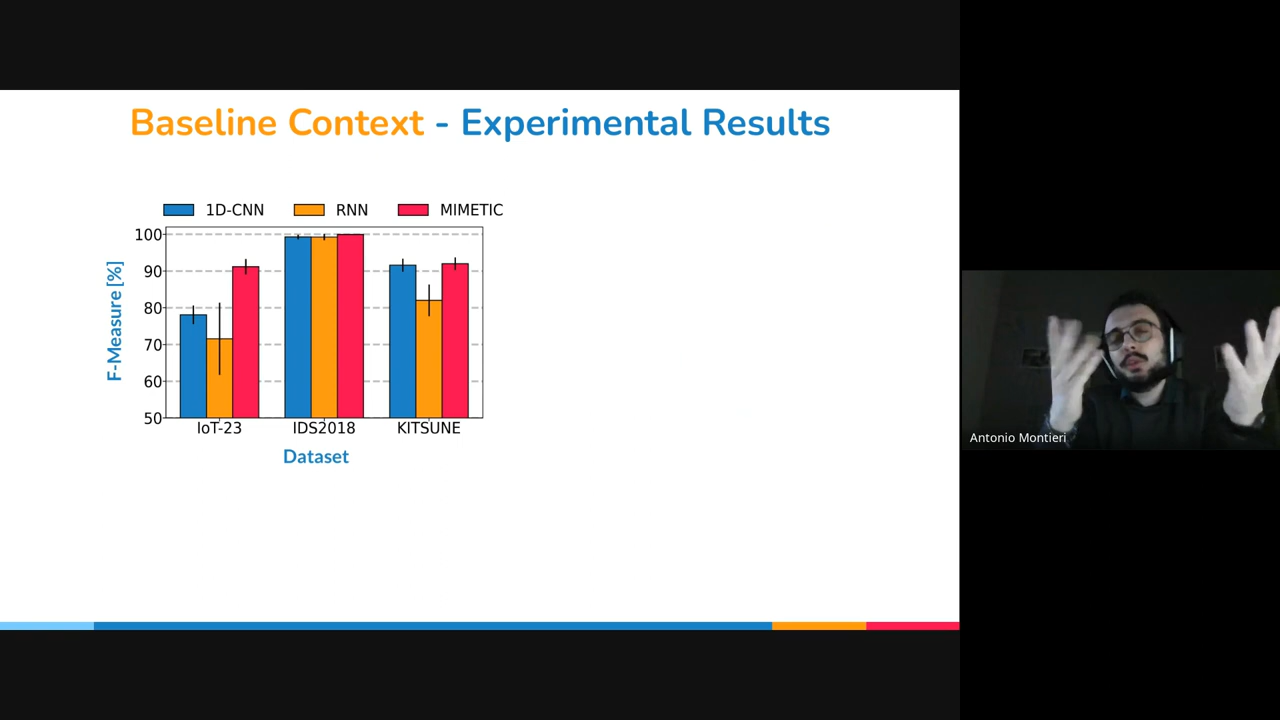 Baseline Context - Experimental Results
1D-CNN RNN MIMETIC
100
90
80
70
60
50
F-Measure [%]
IoT-23 IDS2018 KITSUNE
Dataset
Antonio Montieri